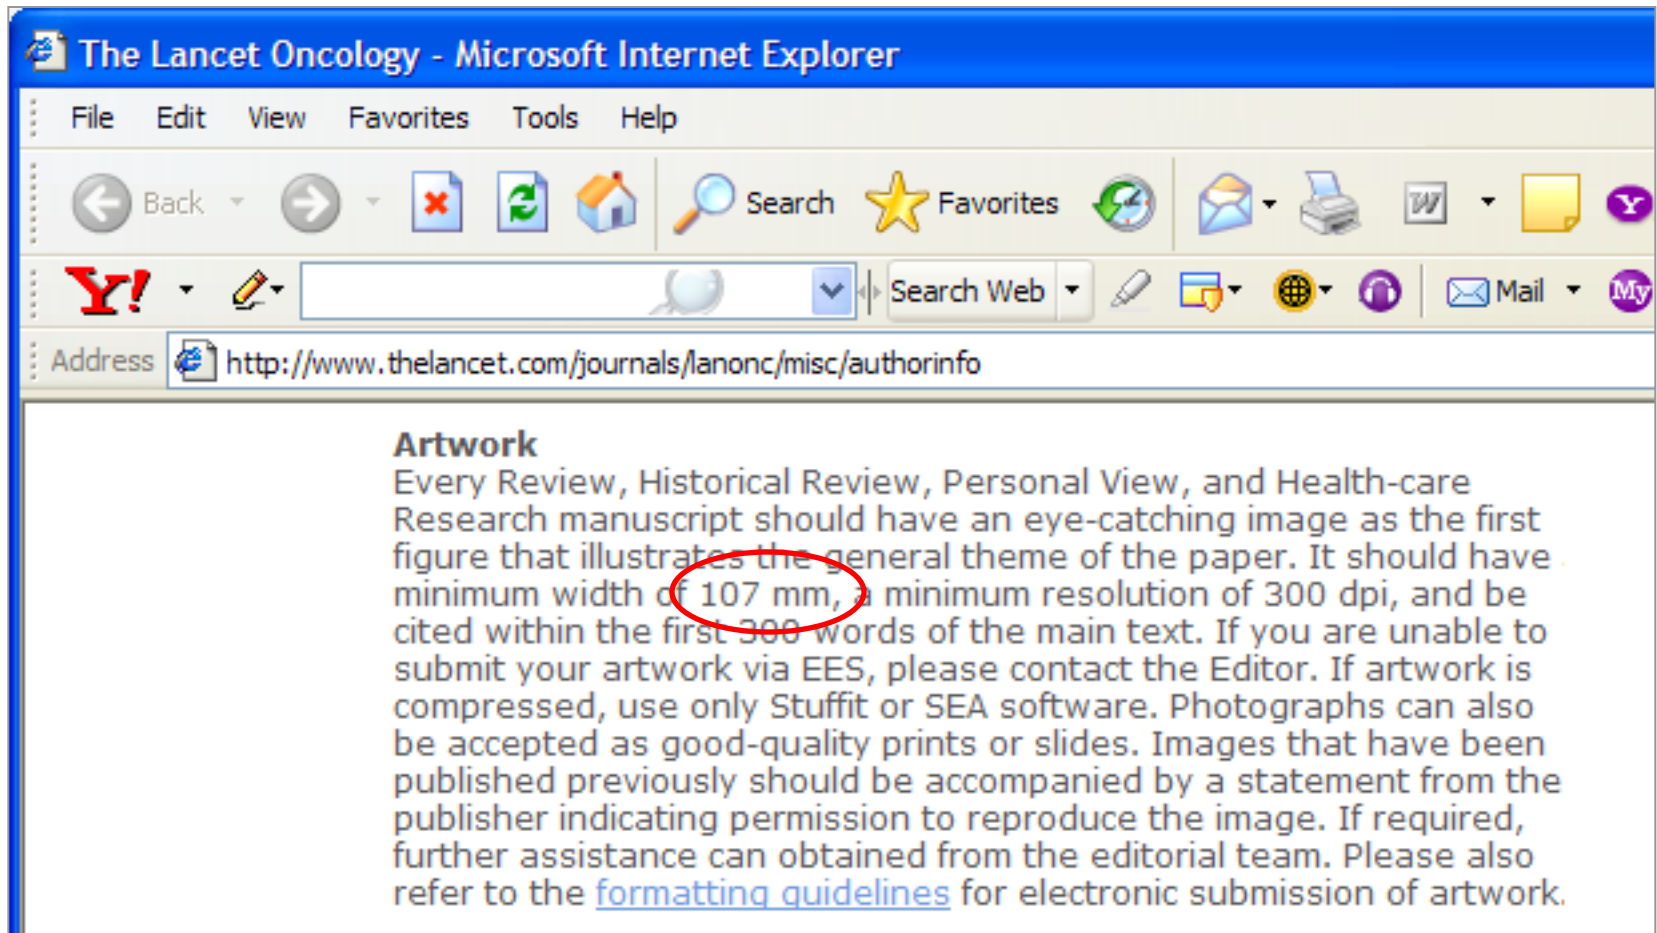 The Lancet Oncology - Microsoft Internet Explorer
File Edit View Favorites Tools Help
Back Search Favorites W Y
Y! Search Web Mail My
Address http://www.thelancet.com/journals/lanonc/misc/authorinfo
Artwork
Every Review, Historical Review, Personal View, and Health-care
Research manuscript should have an eye-catching image as the first
figure that illustrates the general theme of the paper. It should have
minimum width of 107 mm, a minimum resolution of 300 dpi, and be
cited within the first 300 words of the main text. If you are unable to
submit your artwork via EES, please contact the Editor. If artwork is
compressed, use only Stuffit or SEA software. Photographs can also
be accepted as good-quality prints or slides. Images that have been
published previously should be accompanied by a statement from the
publisher indicating permission to reproduce the image. If required,
further assistance can obtained from the editorial team. Please also
refer to the formatting guidelines for electronic submission of artwork.